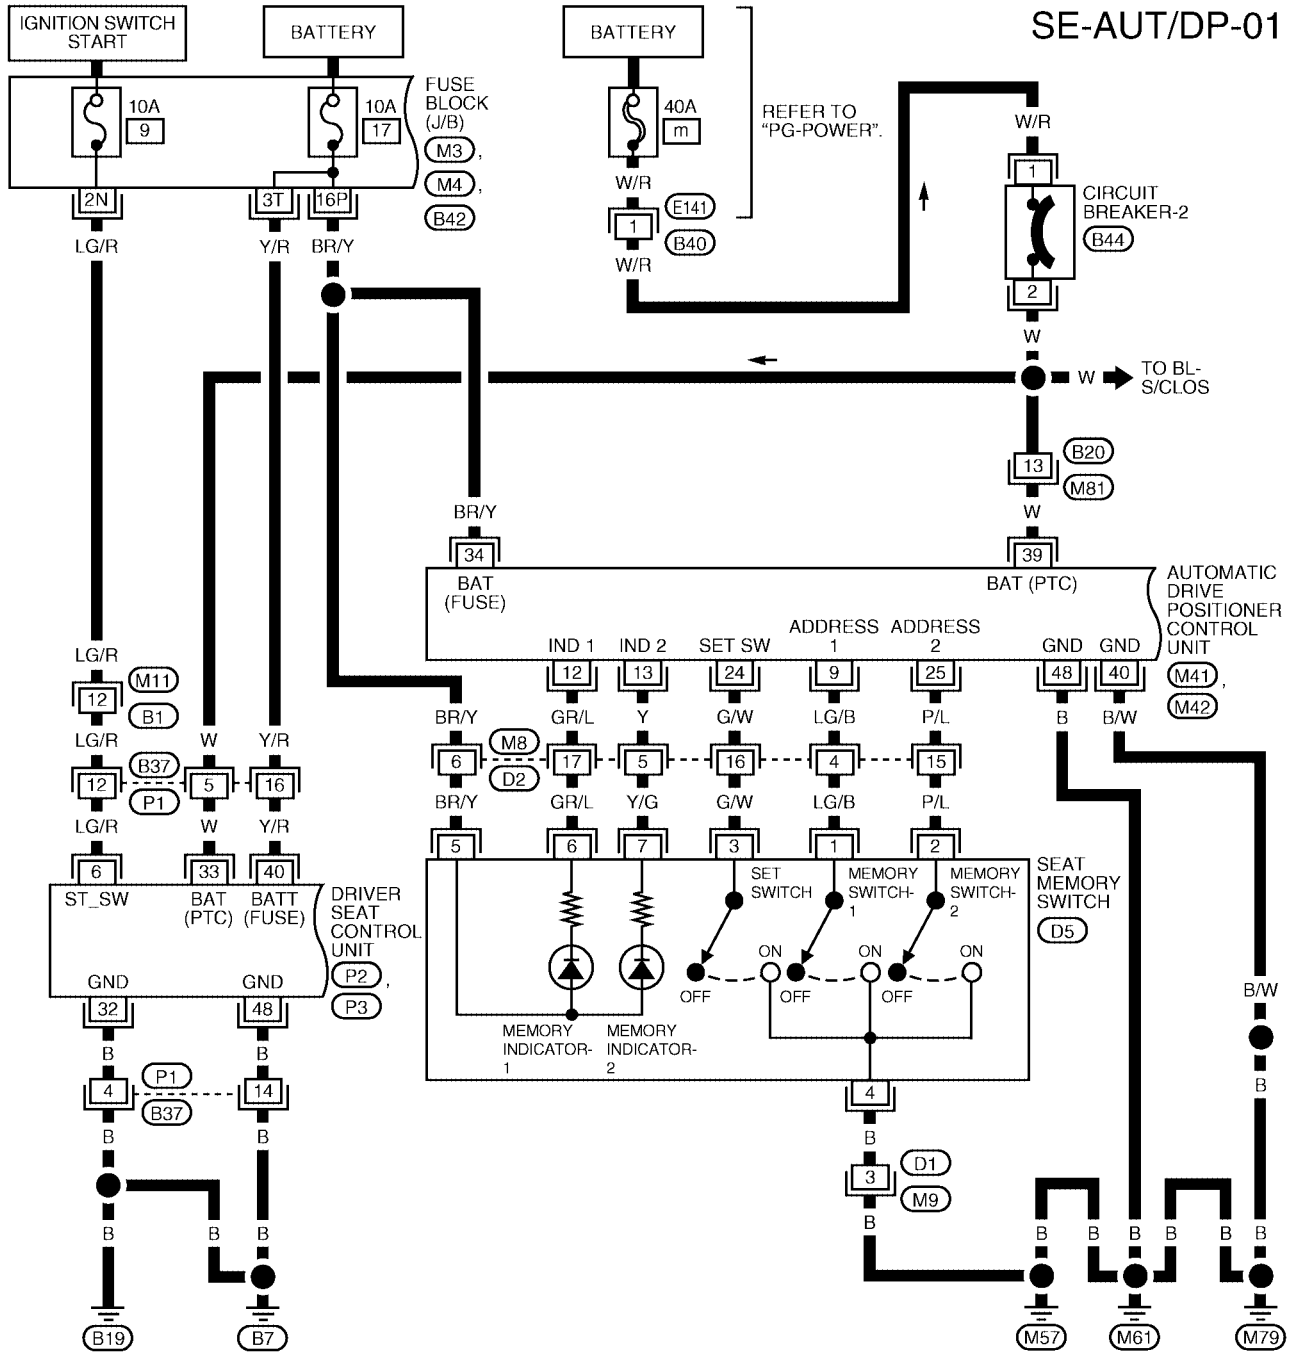 SE-AUT/DP-01
IGNITION SWITCH
START
BATTERY
BATTERY
10A
9
10A
17
FUSE
BLOCK
(J/B)
M3 ,
M4 ,
B42
40A
m
REFER TO
"PG-POWER".
2N
3T
16P
LG/R
Y/R
BR/Y
W/R
1
E141
B40
W/R
W/R
1
CIRCUIT
BREAKER-2
B44
2
W
W
TO BL-
S/CLOS
13
B20
M81
W
BR/Y
34
39
BAT
(FUSE)
BAT (PTC)
AUTOMATIC
DRIVE
POSITIONER
CONTROL
UNIT
M41 ,
M42
IND 1
IND 2
SET SW
ADDRESS
1
ADDRESS
2
GND
GND
12
13
24
9
25
48
40
LG/R
12
M11
B1
LG/R
W
Y/R
BR/Y
GR/L
Y
G/W
LG/B
P/L
B
B/W
12
B37
P1
5
16
6
M8
D2
17
5
16
4
15
LG/R
W
Y/R
BR/Y
GR/L
Y/G
G/W
LG/B
P/L
6
33
40
5
6
7
3
1
2
ST_SW
BAT
(PTC)
BATT
(FUSE)
DRIVER
SEAT
CONTROL
UNIT
P2 ,
P3
GND
GND
32
48
SET
SWITCH
MEMORY
SWITCH-
1
MEMORY
SWITCH-
2
SEAT
MEMORY
SWITCH
D5
ON
ON
ON
OFF
OFF
OFF
MEMORY
INDICATOR-
1
MEMORY
INDICATOR-
2
B
B
4
P1
B37
14
B
B
B
B
B
B19
B7
4
B
3
D1
M9
B
B/W
B
B
B
B
B
B
B
M57
M61
M79